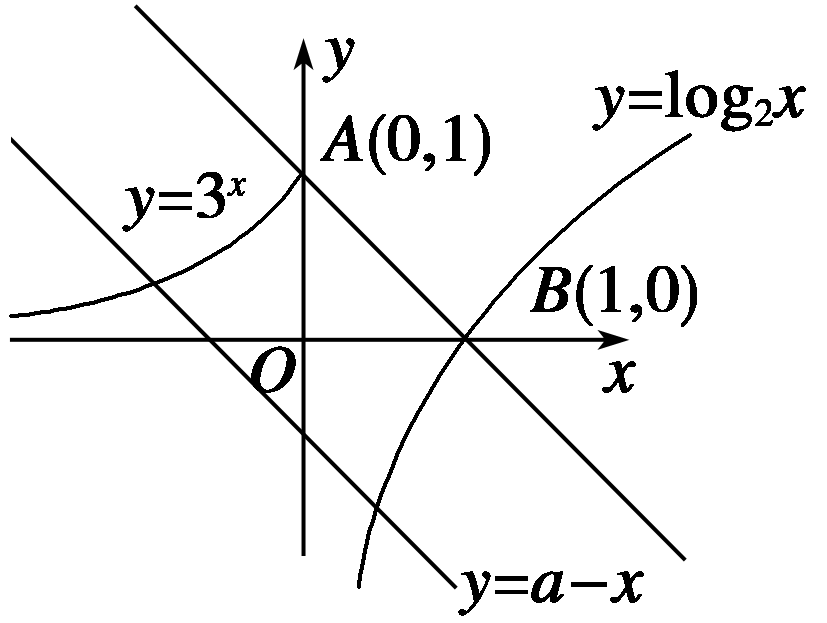 y
y=log₂x
A(0,1)
y=3ˣ
B(1,0)
O
x
y=a−x